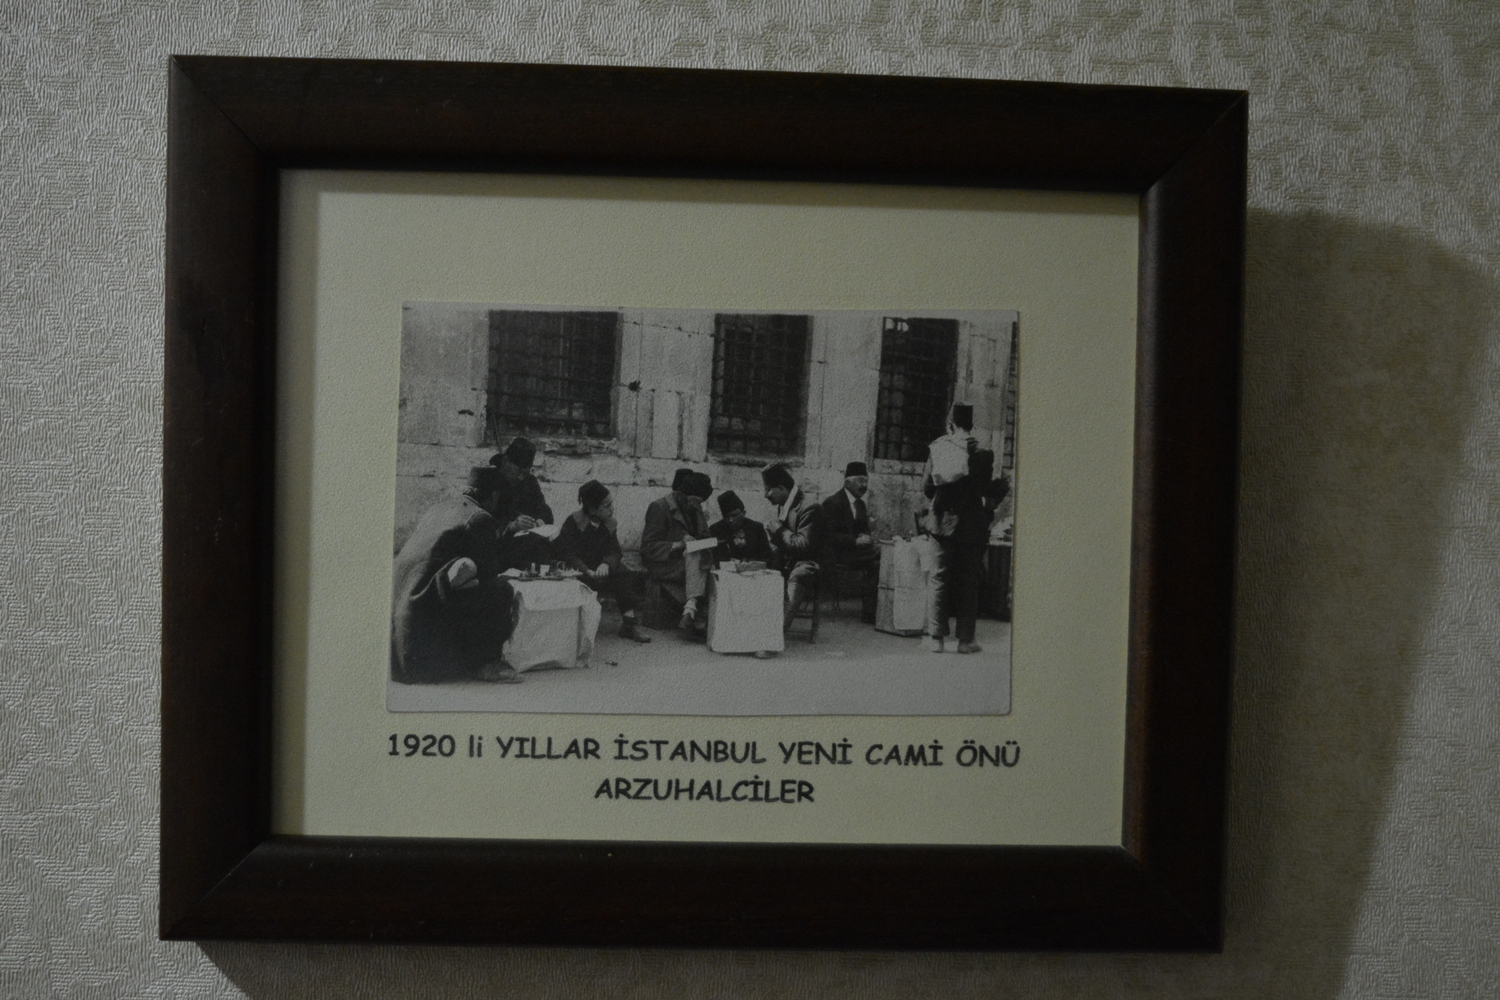 1920 li YILLAR İSTANBUL YENİ CAMİ ÖNÜ
ARZUHALCİLER